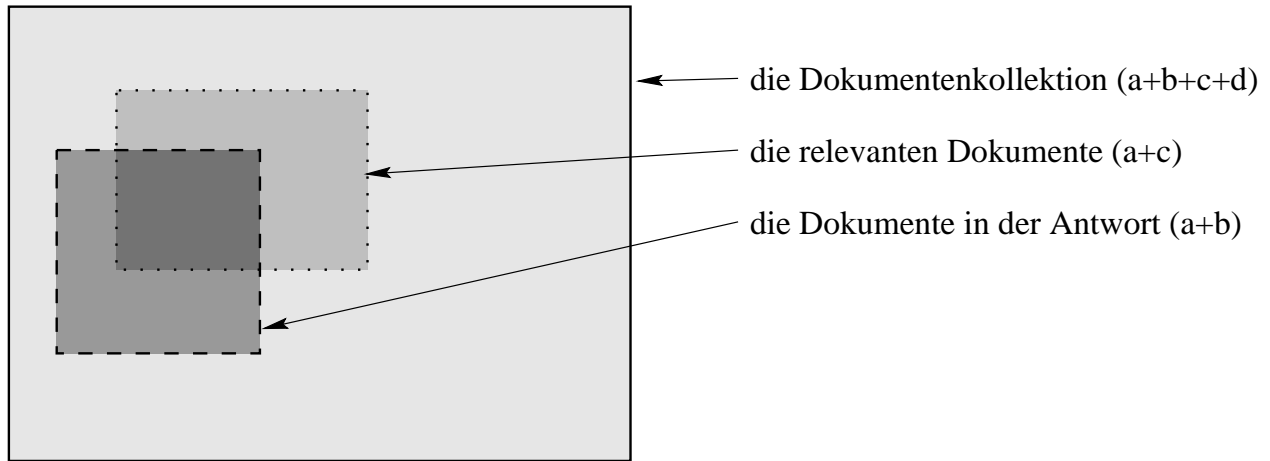 die Dokumentenkollektion (a+b+c+d)
die relevanten Dokumente (a+c)
die Dokumente in der Antwort (a+b)